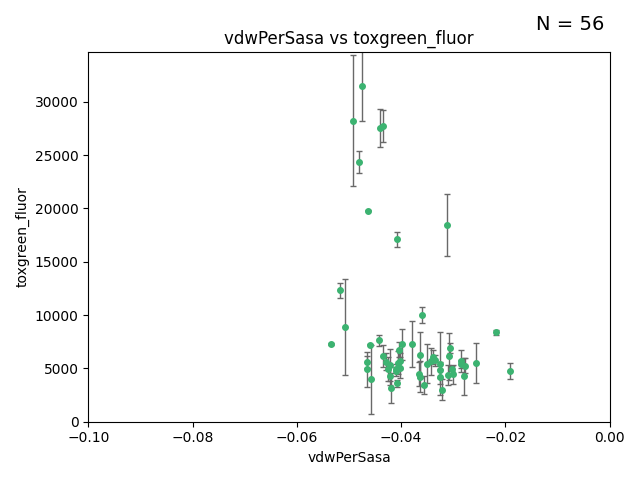 N = 56
vdwPerSasa vs toxgreen_fluor
30000
25000
20000
15000
10000
5000
0
toxgreen_fluor
−0.10 −0.08 −0.06 −0.04 −0.02 0.00
vdwPerSasa